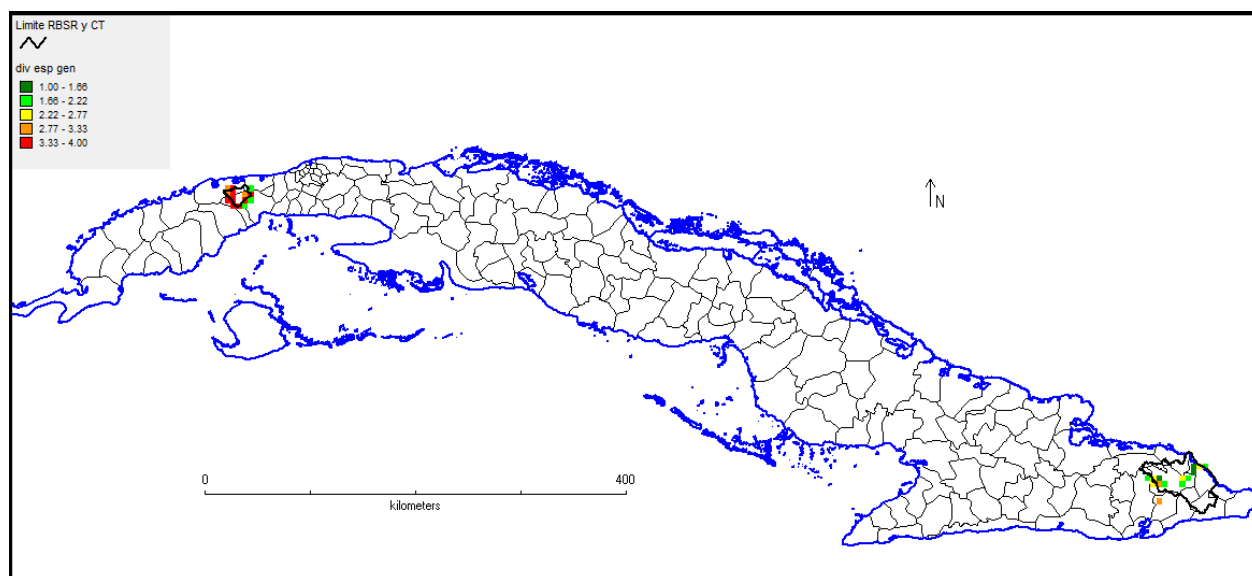 Limite RBSR y CT
div esp gen
1.00 - 1.66
1.66 - 2.22
2.22 - 2.77
2.77 - 3.33
3.33 - 4.00
N
0 400
kilometers